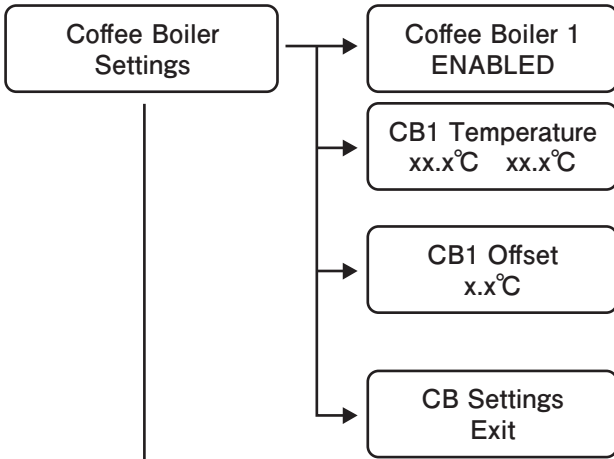 Coffee Boiler
Settings
Coffee Boiler 1
ENABLED
CB1 Temperature
xx.x℃ xx.x℃
CB1 Offset
x.x℃
CB Settings
Exit